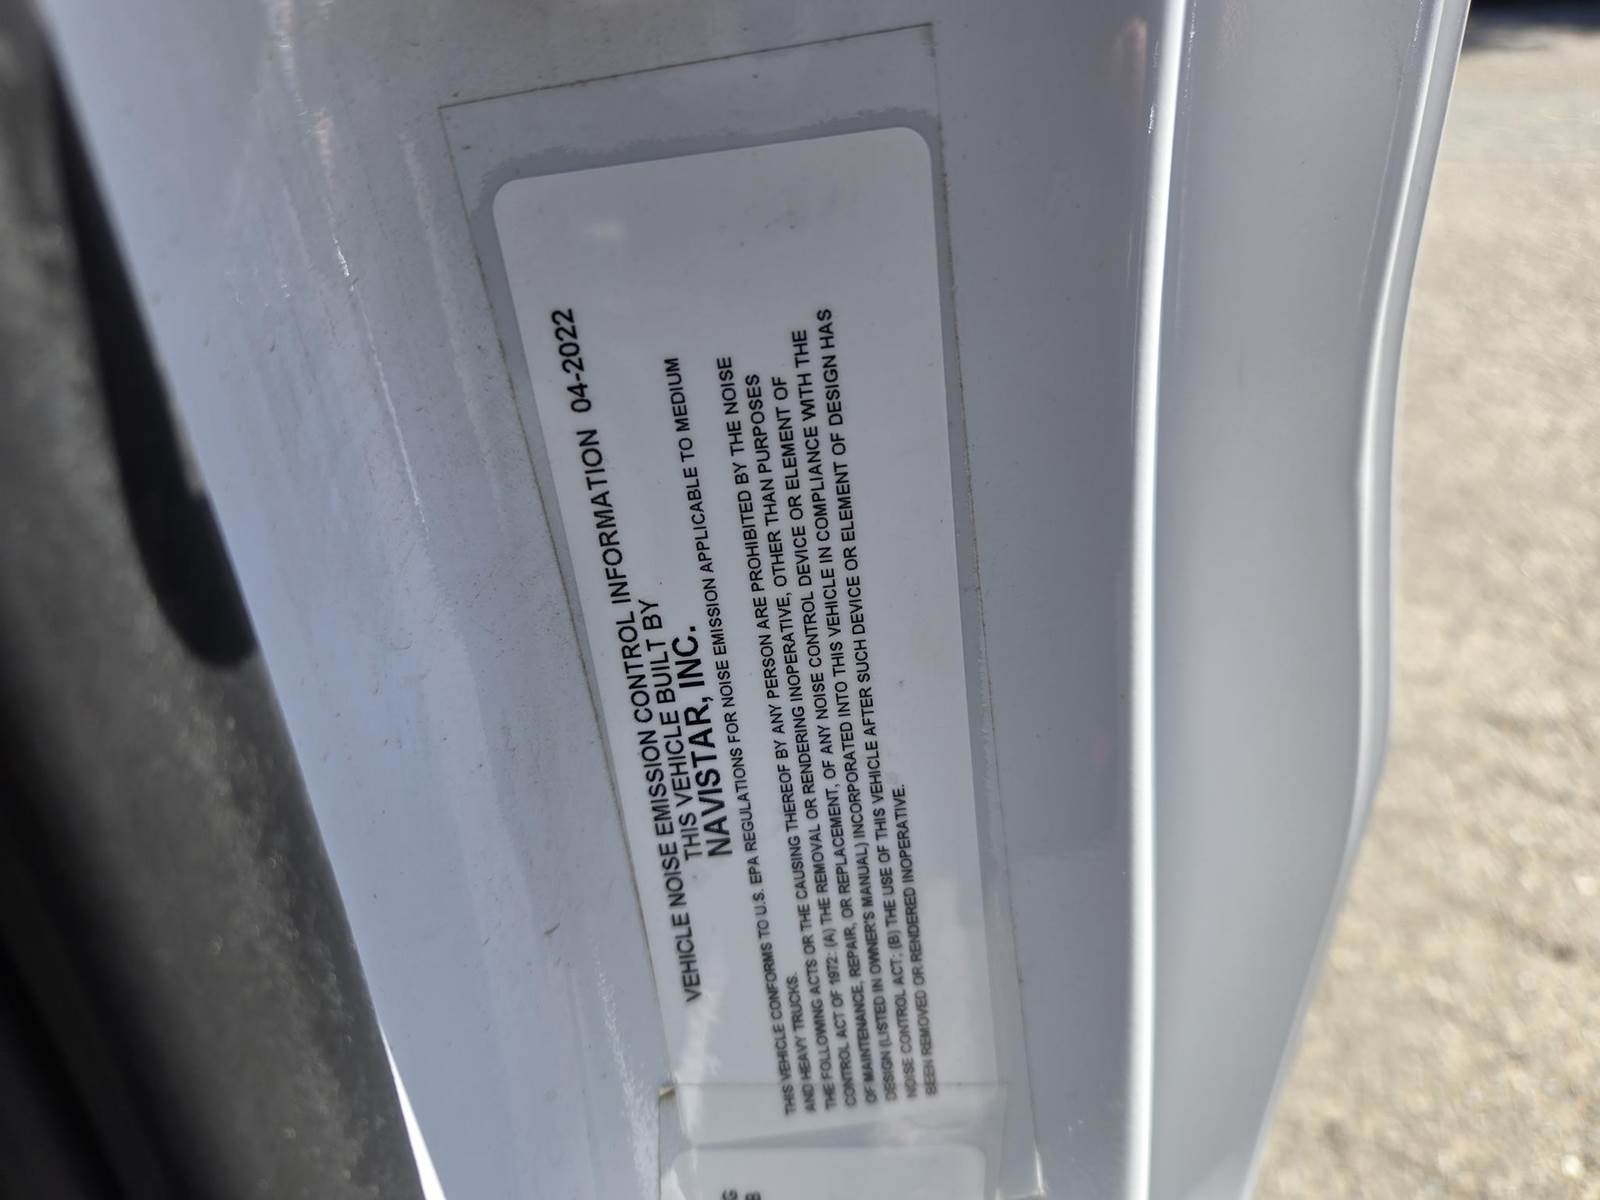 VEHICLE NOISE EMISSION CONTROL INFORMATION 04-2022
THIS VEHICLE BUILT BY
NAVISTAR, INC.
THIS VEHICLE CONFORMS TO U.S. EPA REGULATIONS FOR NOISE EMISSION APPLICABLE TO MEDIUM
AND HEAVY TRUCKS.
THE FOLLOWING ACTS OR THE CAUSING THEREOF BY ANY PERSON ARE PROHIBITED BY THE NOISE
CONTROL ACT OF 1972: (A) THE REMOVAL OR RENDERING INOPERATIVE, OTHER THAN PURPOSES
OF MAINTENANCE, REPAIR, OR REPLACEMENT, OF ANY NOISE CONTROL DEVICE OR ELEMENT OF
DESIGN (LISTED IN OWNER'S MANUAL) INCORPORATED INTO THIS VEHICLE IN COMPLIANCE WITH THE
NOISE CONTROL ACT; (B) THE USE OF THIS VEHICLE AFTER SUCH DEVICE OR ELEMENT OF DESIGN HAS
BEEN REMOVED OR RENDERED INOPERATIVE.